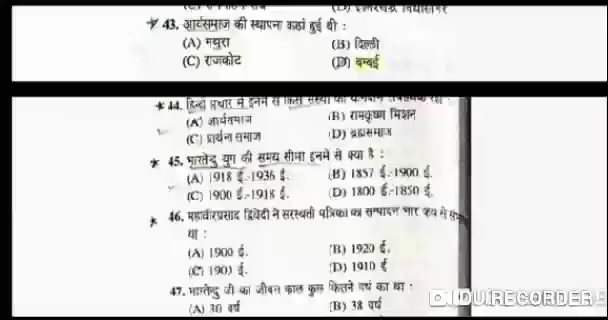 43. आर्यसमाज की स्थापना कहां हुई थी :
(A) मथुरा (B) दिल्ली
(C) राजकोट (D) बम्बई
44. हिन्दी प्रचार में इनमें से किस संस्था का योगदान सर्वाधिक रहा
(A) आर्यसमाज (B) रामकृष्ण मिशन
(C) प्रार्थना समाज (D) ब्रह्मसमाज
45. भारतेन्दु युग की समय सीमा इनमें से क्या है :
(A) 1918 ई.-1936 ई. (B) 1857 ई.-1900 ई.
(C) 1900 ई.-1918 ई. (D) 1800 ई.-1850 ई.
46. महावीरप्रसाद द्विवेदी ने सरस्वती पत्रिका का सम्पादन भार कब से
था :
(A) 1900 ई. (B) 1920 ई.
(C) 1903 ई. (D) 1910 ई
47. भारतेन्दु जी का जीवन काल कुल कितने वर्ष का था :
(A) 30 वर्ष (B) 38 वर्ष
DU RECORDER